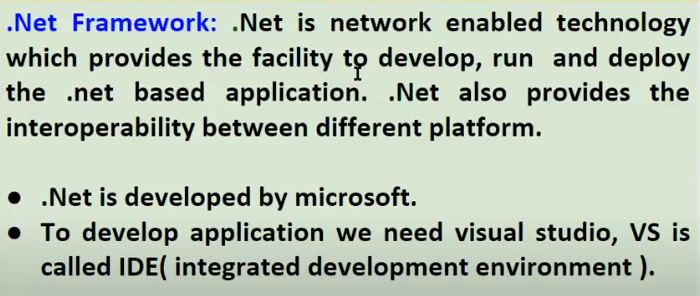 .Net Framework: .Net is network enabled technology
which provides the facility to develop, run and deploy
the .net based application. .Net also provides the
interoperability between different platform.
● .Net is developed by microsoft.
● To develop application we need visual studio, VS is
called IDE( integrated development environment ).